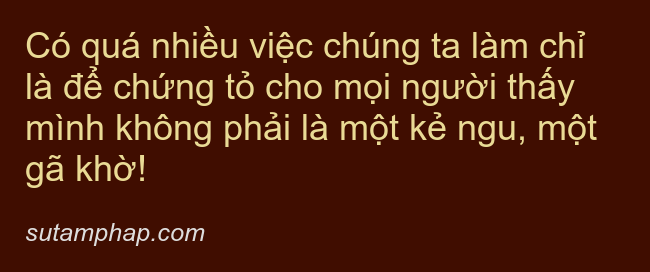 Có quá nhiều việc chúng ta làm chỉ
là để chứng tỏ cho mọi người thấy
mình không phải là một kẻ ngu, một
gã khờ!
sutamphap.com